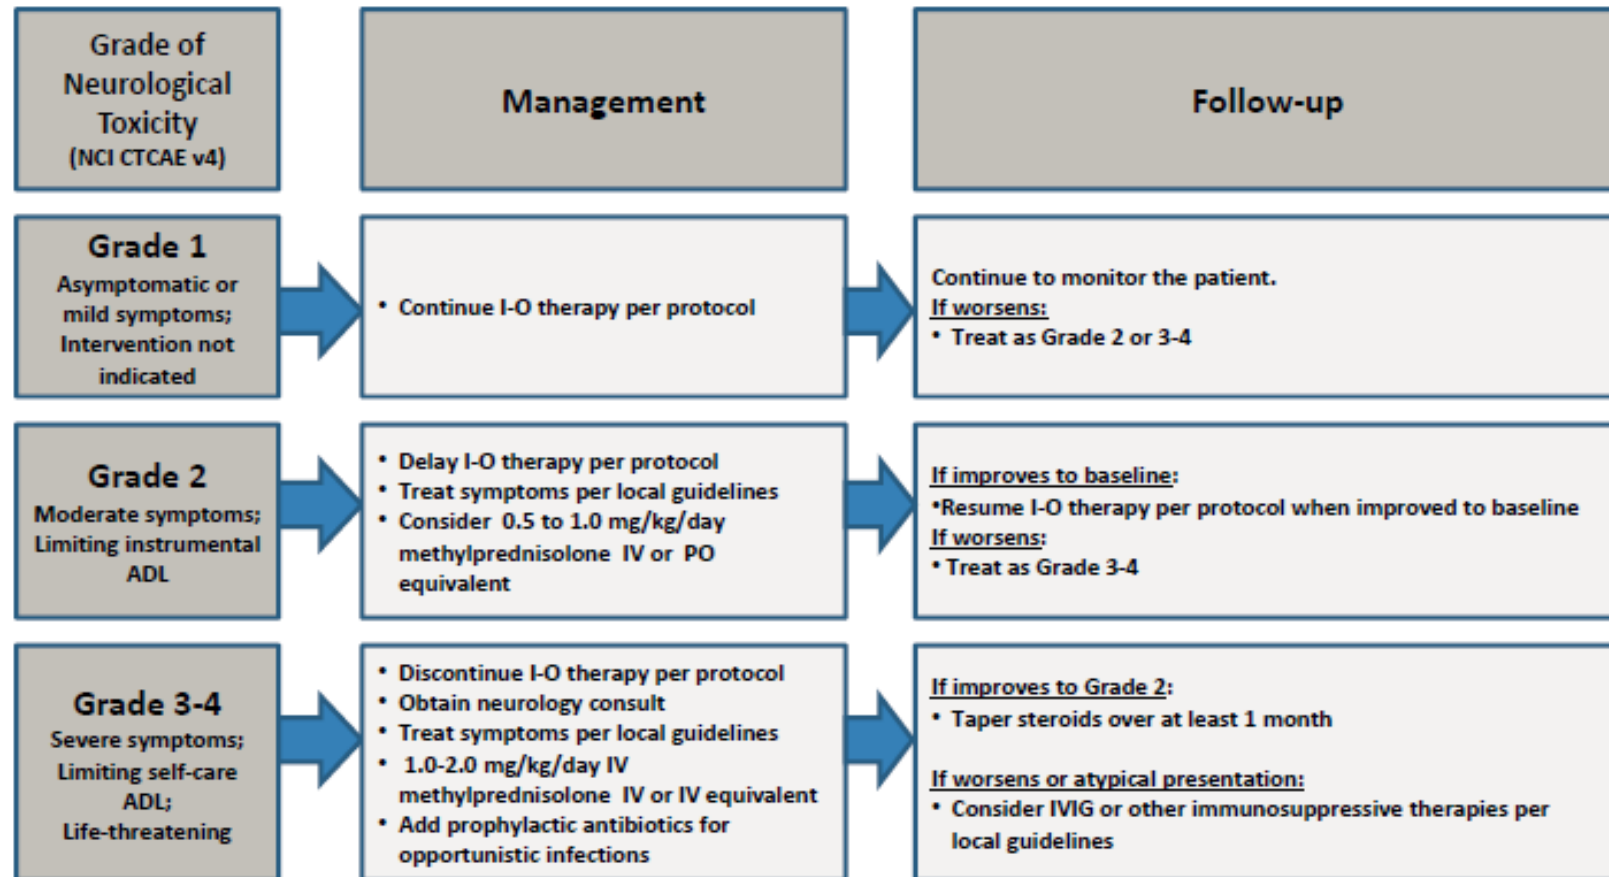 Grade of
Neurological
Toxicity
(NCI CTCAE v4)
Management
Follow-up
Grade 1
Asymptomatic or
mild symptoms;
Intervention not
indicated
• Continue I-O therapy per protocol
Continue to monitor the patient.
If worsens:
• Treat as Grade 2 or 3-4
Grade 2
Moderate symptoms;
Limiting instrumental
ADL
• Delay I-O therapy per protocol
• Treat symptoms per local guidelines
• Consider 0.5 to 1.0 mg/kg/day
methylprednisolone IV or PO
equivalent
If improves to baseline:
•Resume I-O therapy per protocol when improved to baseline
If worsens:
• Treat as Grade 3-4
Grade 3-4
Severe symptoms;
Limiting self-care
ADL;
Life-threatening
• Discontinue I-O therapy per protocol
• Obtain neurology consult
• Treat symptoms per local guidelines
• 1.0-2.0 mg/kg/day IV
methylprednisolone IV or IV equivalent
• Add prophylactic antibiotics for
opportunistic infections
If improves to Grade 2:
• Taper steroids over at least 1 month
If worsens or atypical presentation:
• Consider IVIG or other immunosuppressive therapies per
local guidelines